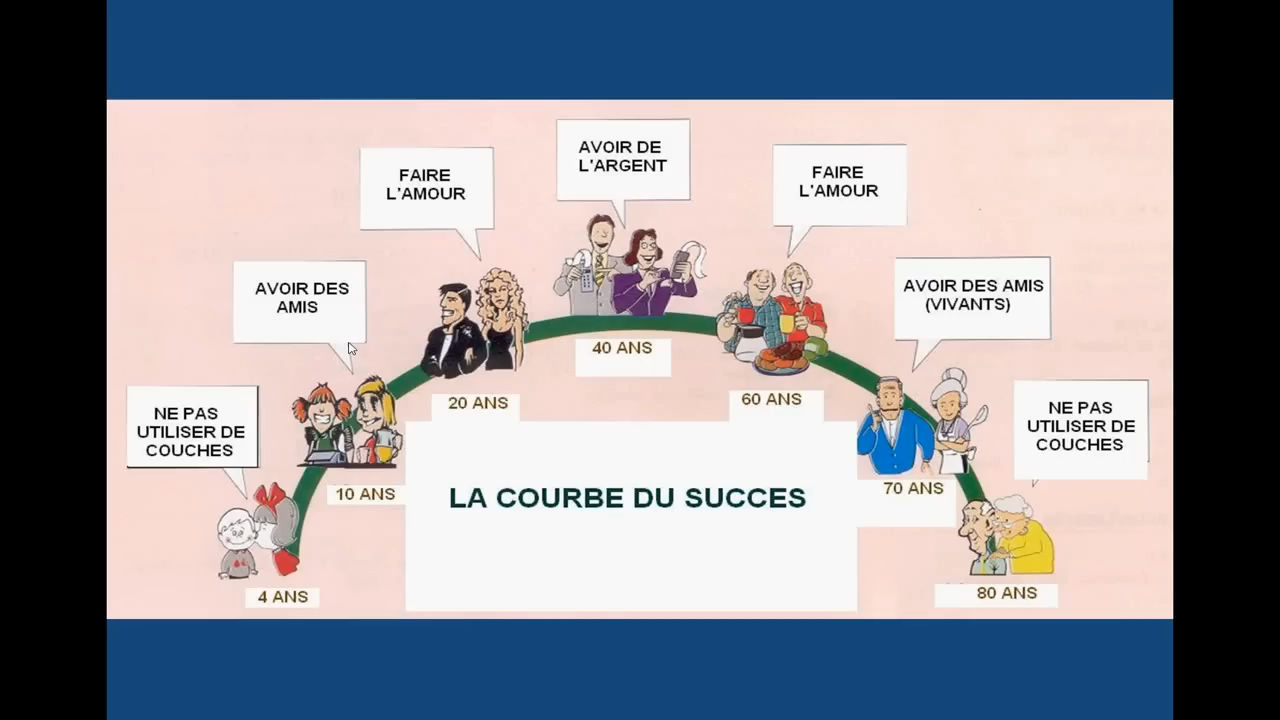 NE PAS
UTILISER DE
COUCHES
4 ANS
AVOIR DES
AMIS
10 ANS
FAIRE
L'AMOUR
20 ANS
AVOIR DE
L'ARGENT
40 ANS
FAIRE
L'AMOUR
60 ANS
AVOIR DES AMIS
(VIVANTS)
70 ANS
NE PAS
UTILISER DE
COUCHES
80 ANS
LA COURBE DU SUCCES